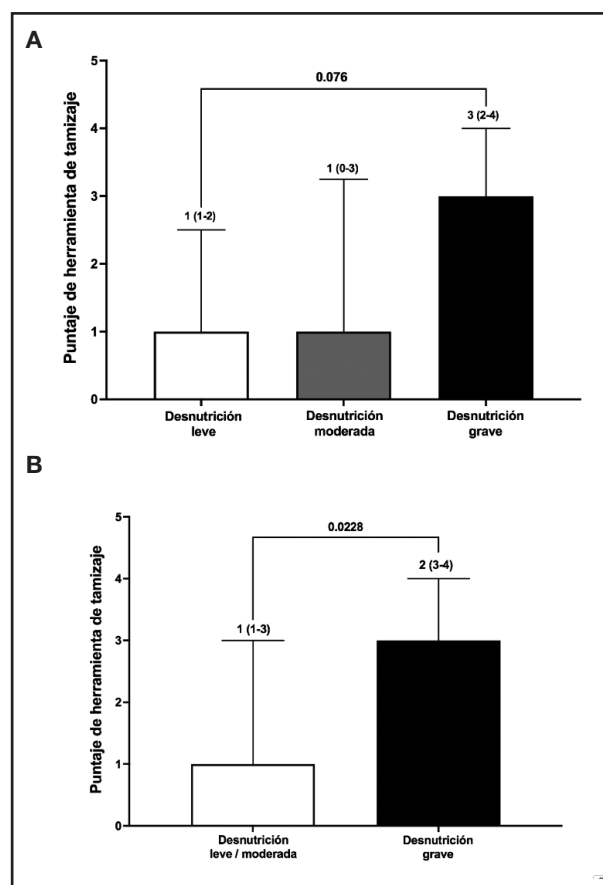 A
0.076
5
4
3
2
1
0
Puntaje de herramienta de tamizaje
1 (1-2)
1 (0-3)
3 (2-4)
Desnutrición
leve
Desnutrición
moderada
Desnutrición
grave
B
0.0228
5
4
3
2
1
0
Puntaje de herramienta de tamizaje
1 (1-3)
2 (3-4)
Desnutrición
leve / moderada
Desnutrición
grave